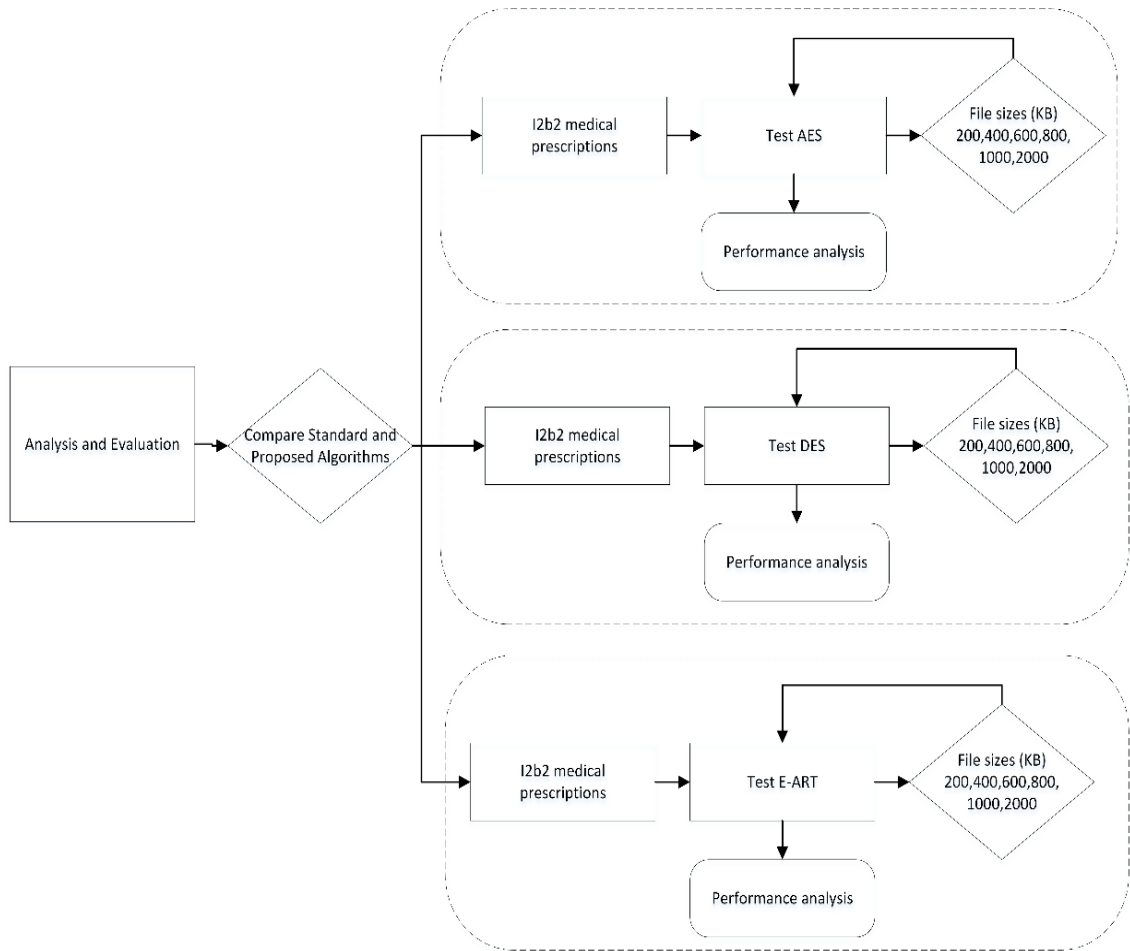 Analysis and Evaluation
Compare Standard and
Proposed Algorithms
I2b2 medical
prescriptions
Test AES
File sizes (KB)
200,400,600,800,
1000,2000
Performance analysis
I2b2 medical
prescriptions
Test DES
File sizes (KB)
200,400,600,800,
1000,2000
Performance analysis
I2b2 medical
prescriptions
Test E-ART
File sizes (KB)
200,400,600,800,
1000,2000
Performance analysis